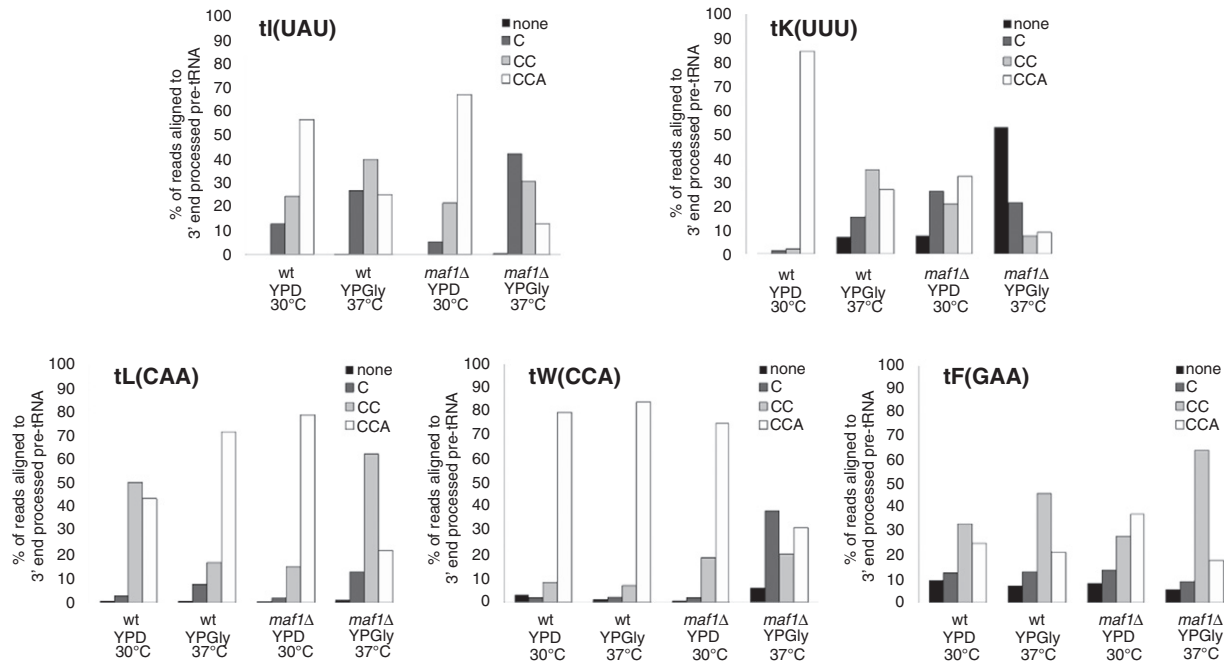 tI(UAU)
% of reads aligned to
3' end processed pre-tRNA
100
90
80
70
60
50
40
30
20
10
0
none
C
CC
CCA
wt
YPD
30°C
wt
YPGly
37°C
maf1Δ
YPD
30°C
maf1Δ
YPGly
37°C
tK(UUU)
% of reads aligned to
3' end processed pre-tRNA
100
90
80
70
60
50
40
30
20
10
0
none
C
CC
CCA
wt
YPD
30°C
wt
YPGly
37°C
maf1Δ
YPD
30°C
maf1Δ
YPGly
37°C
tL(CAA)
% of reads aligned to
3' end processed pre-tRNA
100
90
80
70
60
50
40
30
20
10
0
none
C
CC
CCA
wt
YPD
30°C
wt
YPGly
37°C
maf1Δ
YPD
30°C
maf1Δ
YPGly
37°C
tW(CCA)
% of reads aligned to
3' end processed pre-tRNA
100
90
80
70
60
50
40
30
20
10
0
none
C
CC
CCA
wt
YPD
30°C
wt
YPGly
37°C
maf1Δ
YPD
30°C
maf1Δ
YPGly
37°C
tF(GAA)
% of reads aligned to
3' end processed pre-tRNA
100
90
80
70
60
50
40
30
20
10
0
none
C
CC
CCA
wt
YPD
30°C
wt
YPGly
37°C
maf1Δ
YPD
30°C
maf1Δ
YPGly
37°C